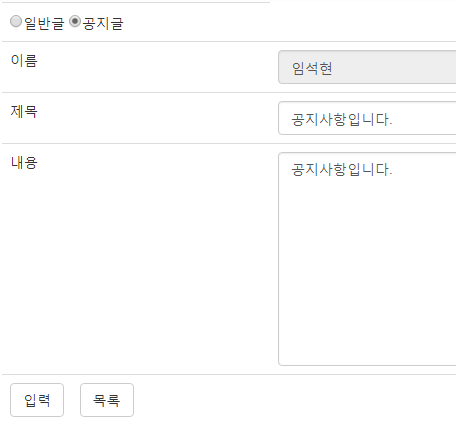 일반글 공지글
이름 임석현
제목 공지사항입니다.
내용 공지사항입니다.
입력 목록